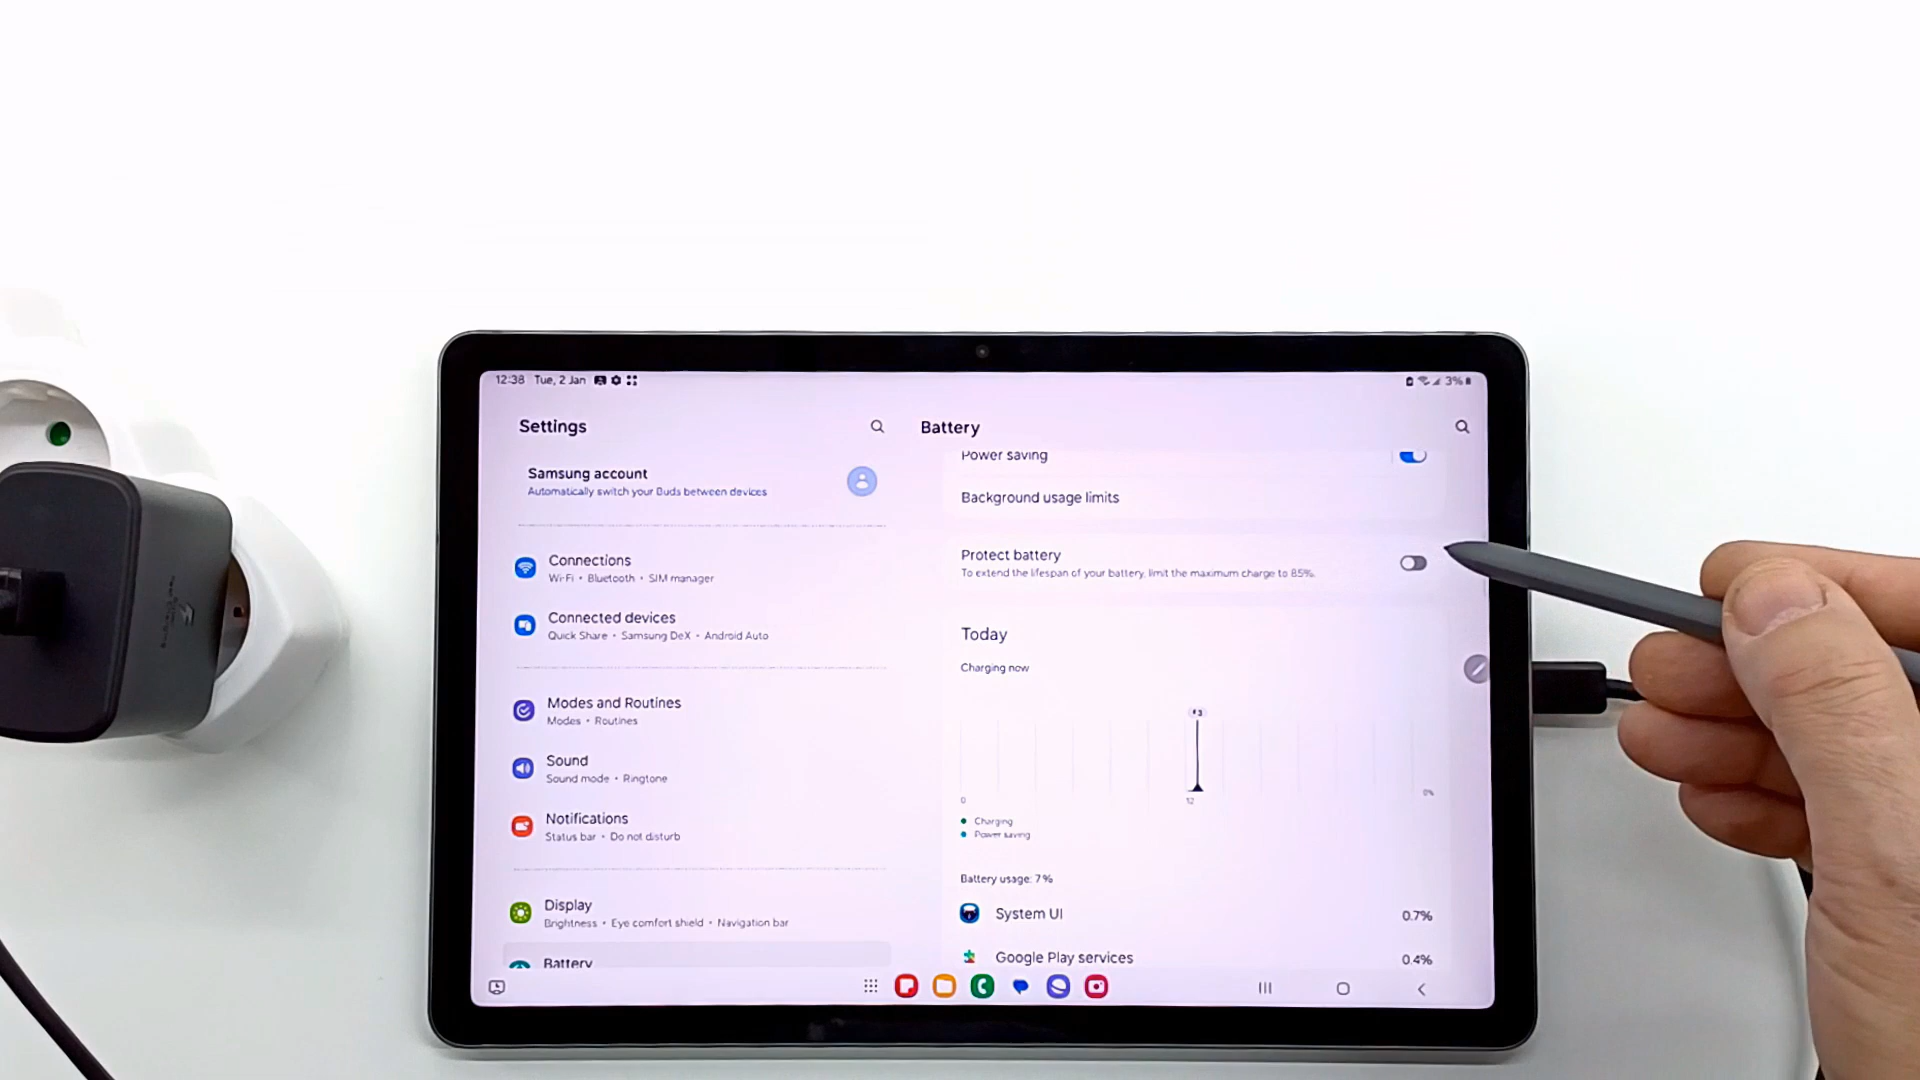 12:38 Tue, 2 Jan
3%
Settings
Samsung account
Automatically switch your Buds between devices
Connections
Wi-Fi • Bluetooth • SIM manager
Connected devices
Quick Share • Samsung DeX • Android Auto
Modes and Routines
Modes • Routines
Sound
Sound mode • Ringtone
Notifications
Status bar • Do not disturb
Display
Brightness • Eye comfort shield • Navigation bar
Battery
Battery
Power saving
Background usage limits
Protect battery
To extend the lifespan of your battery, limit the maximum charge to 85%.
Today
Charging now
3
0
12
0%
Charging
Power saving
Battery usage: 7%
System UI 0.7%
Google Play services 0.4%